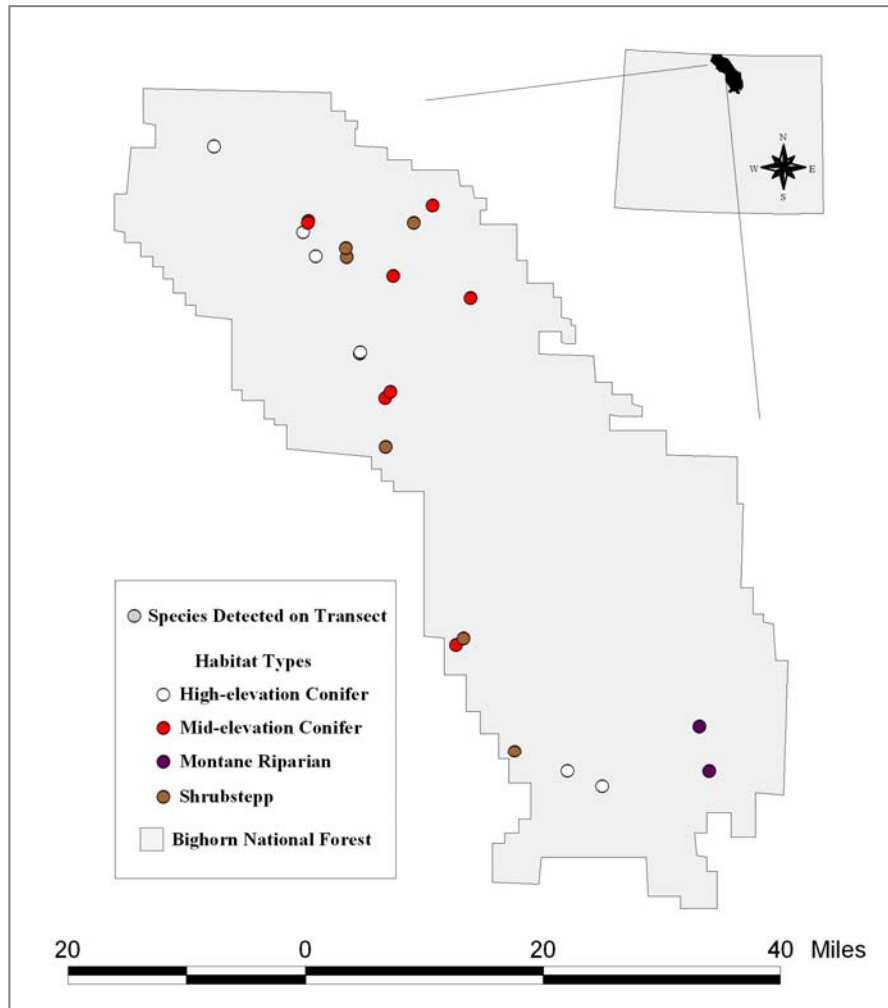 N
W E
S
Species Detected on Transect
Habitat Types
High-elevation Conifer
Mid-elevation Conifer
Montane Riparian
Shrubstepp
Bighorn National Forest
20 0 20 40 Miles